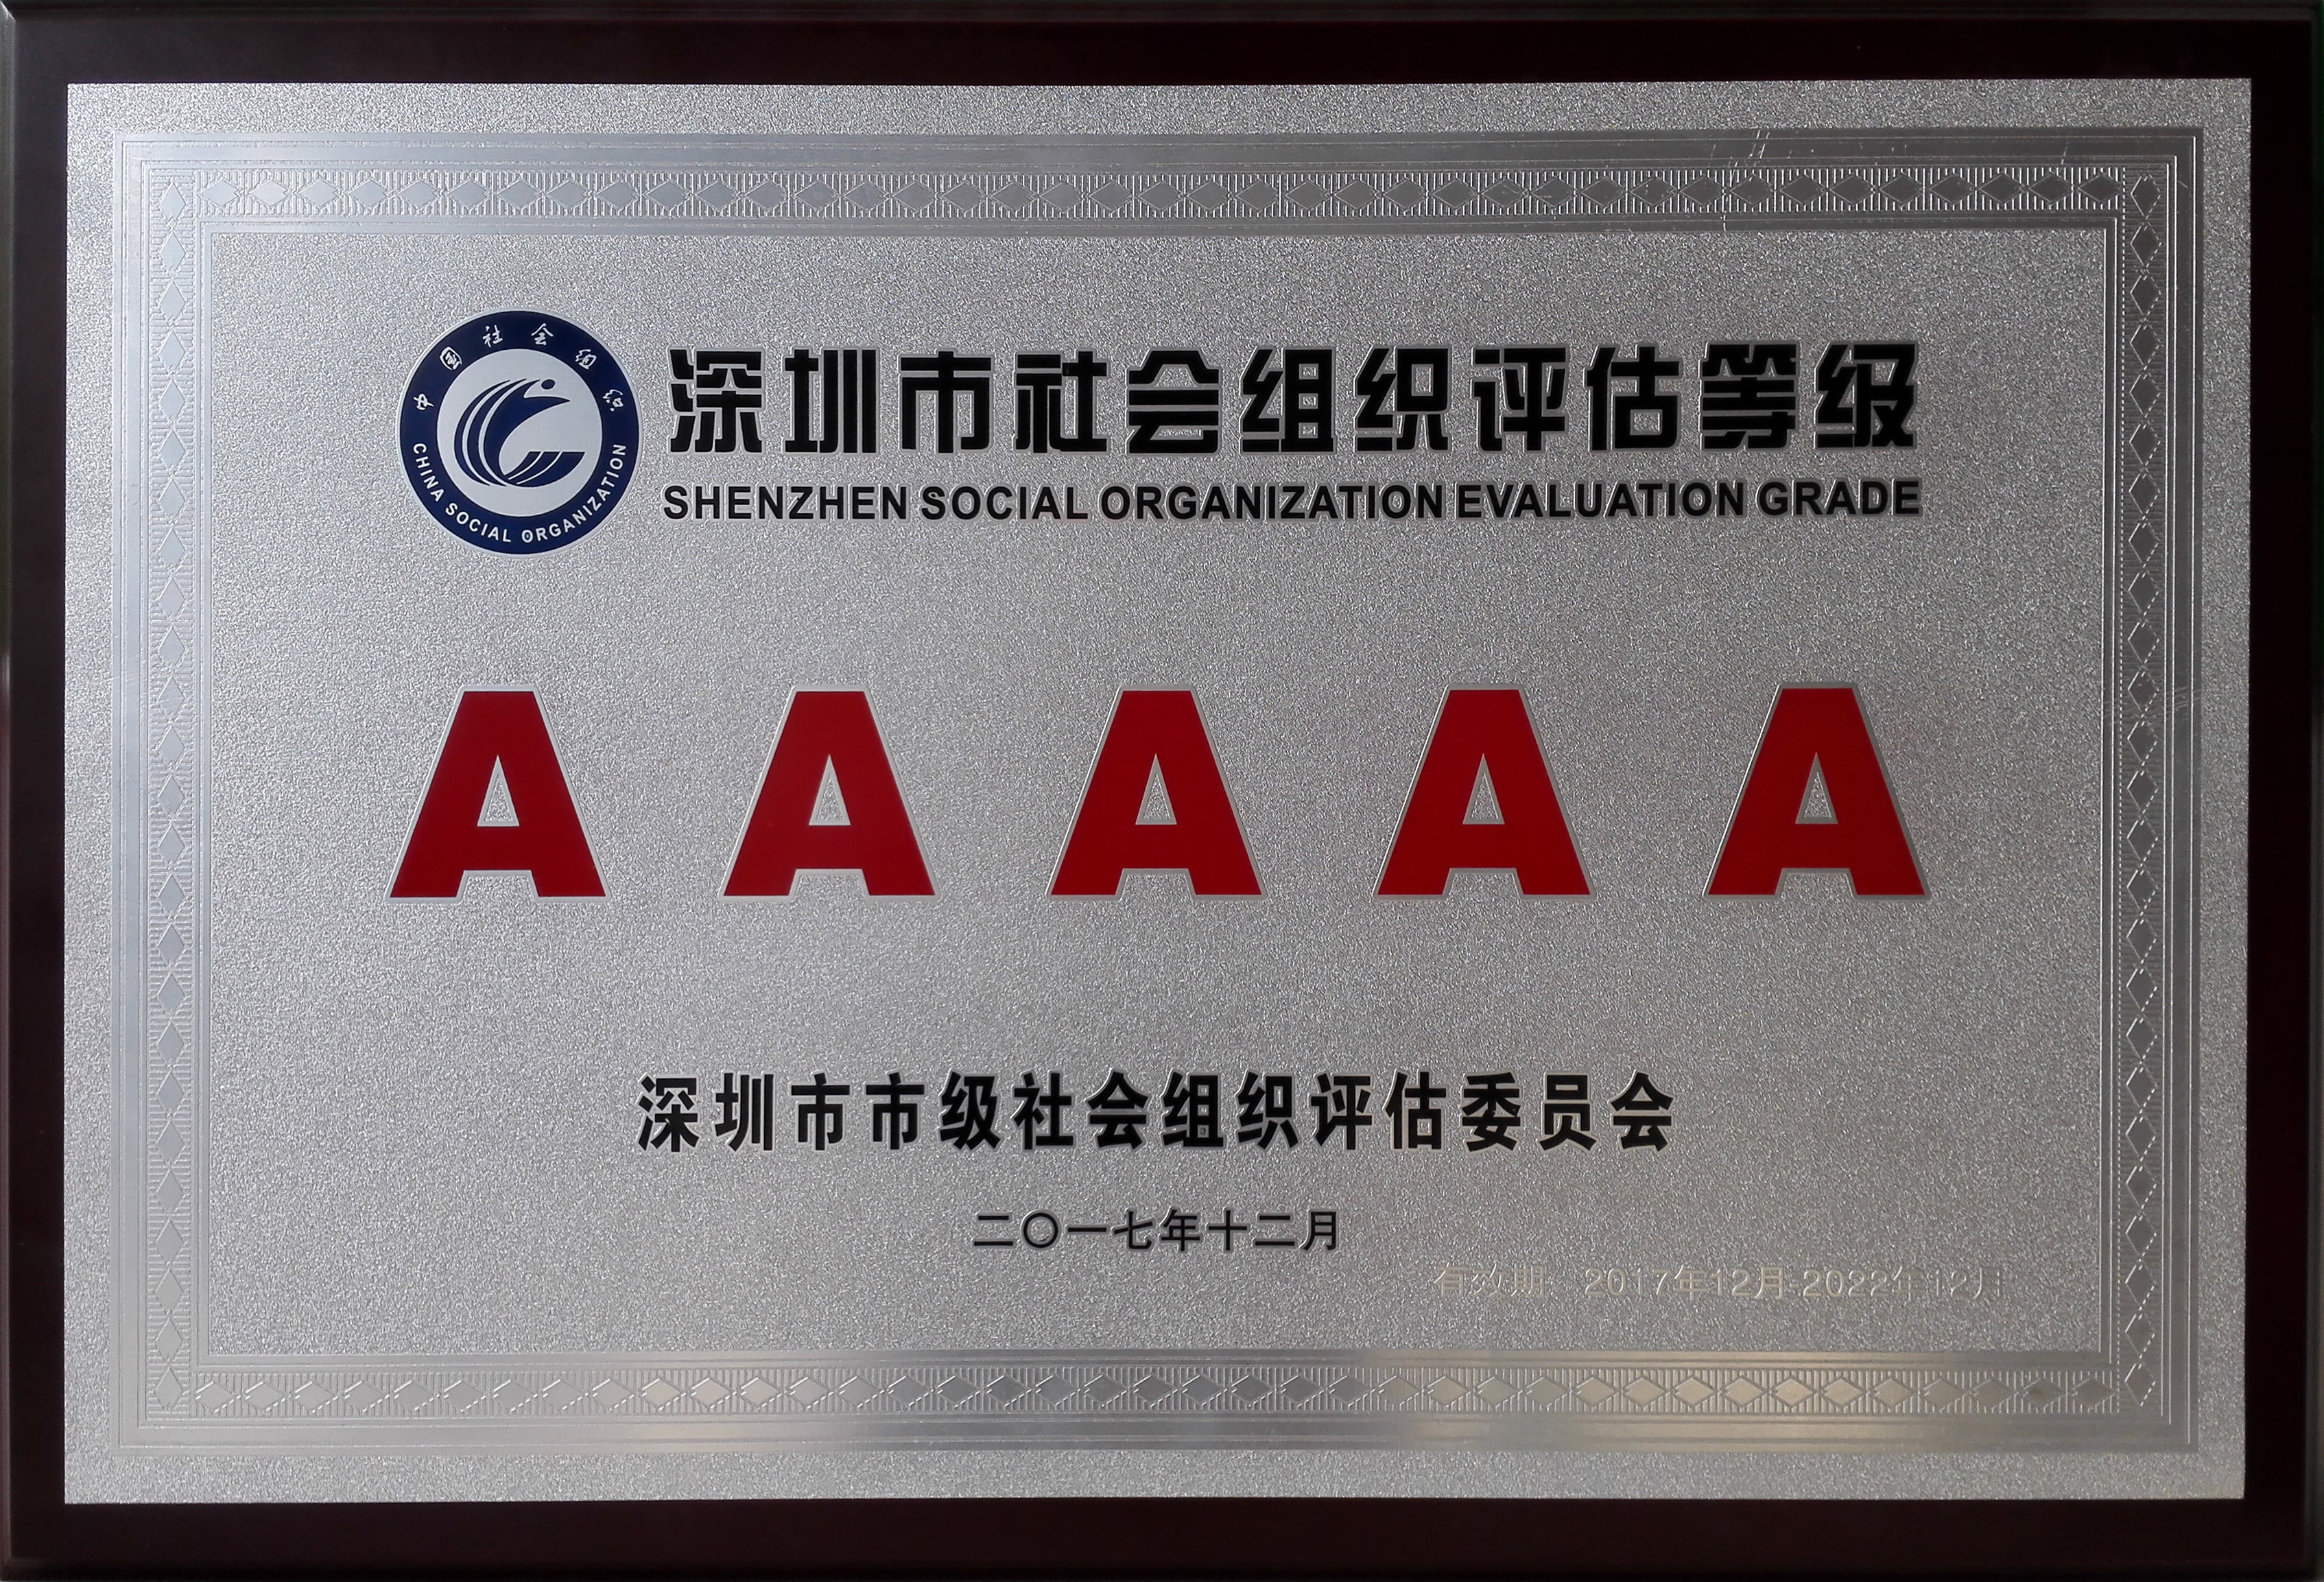 中国社会组织
CHINA SOCIAL ORGANIZATION
深圳市社会组织评估等级
SHENZHEN SOCIAL ORGANIZATION EVALUATION GRADE
A A A A A
深圳市市级社会组织评估委员会
二〇一七年十二月
有效期：2017年12月-2022年12月